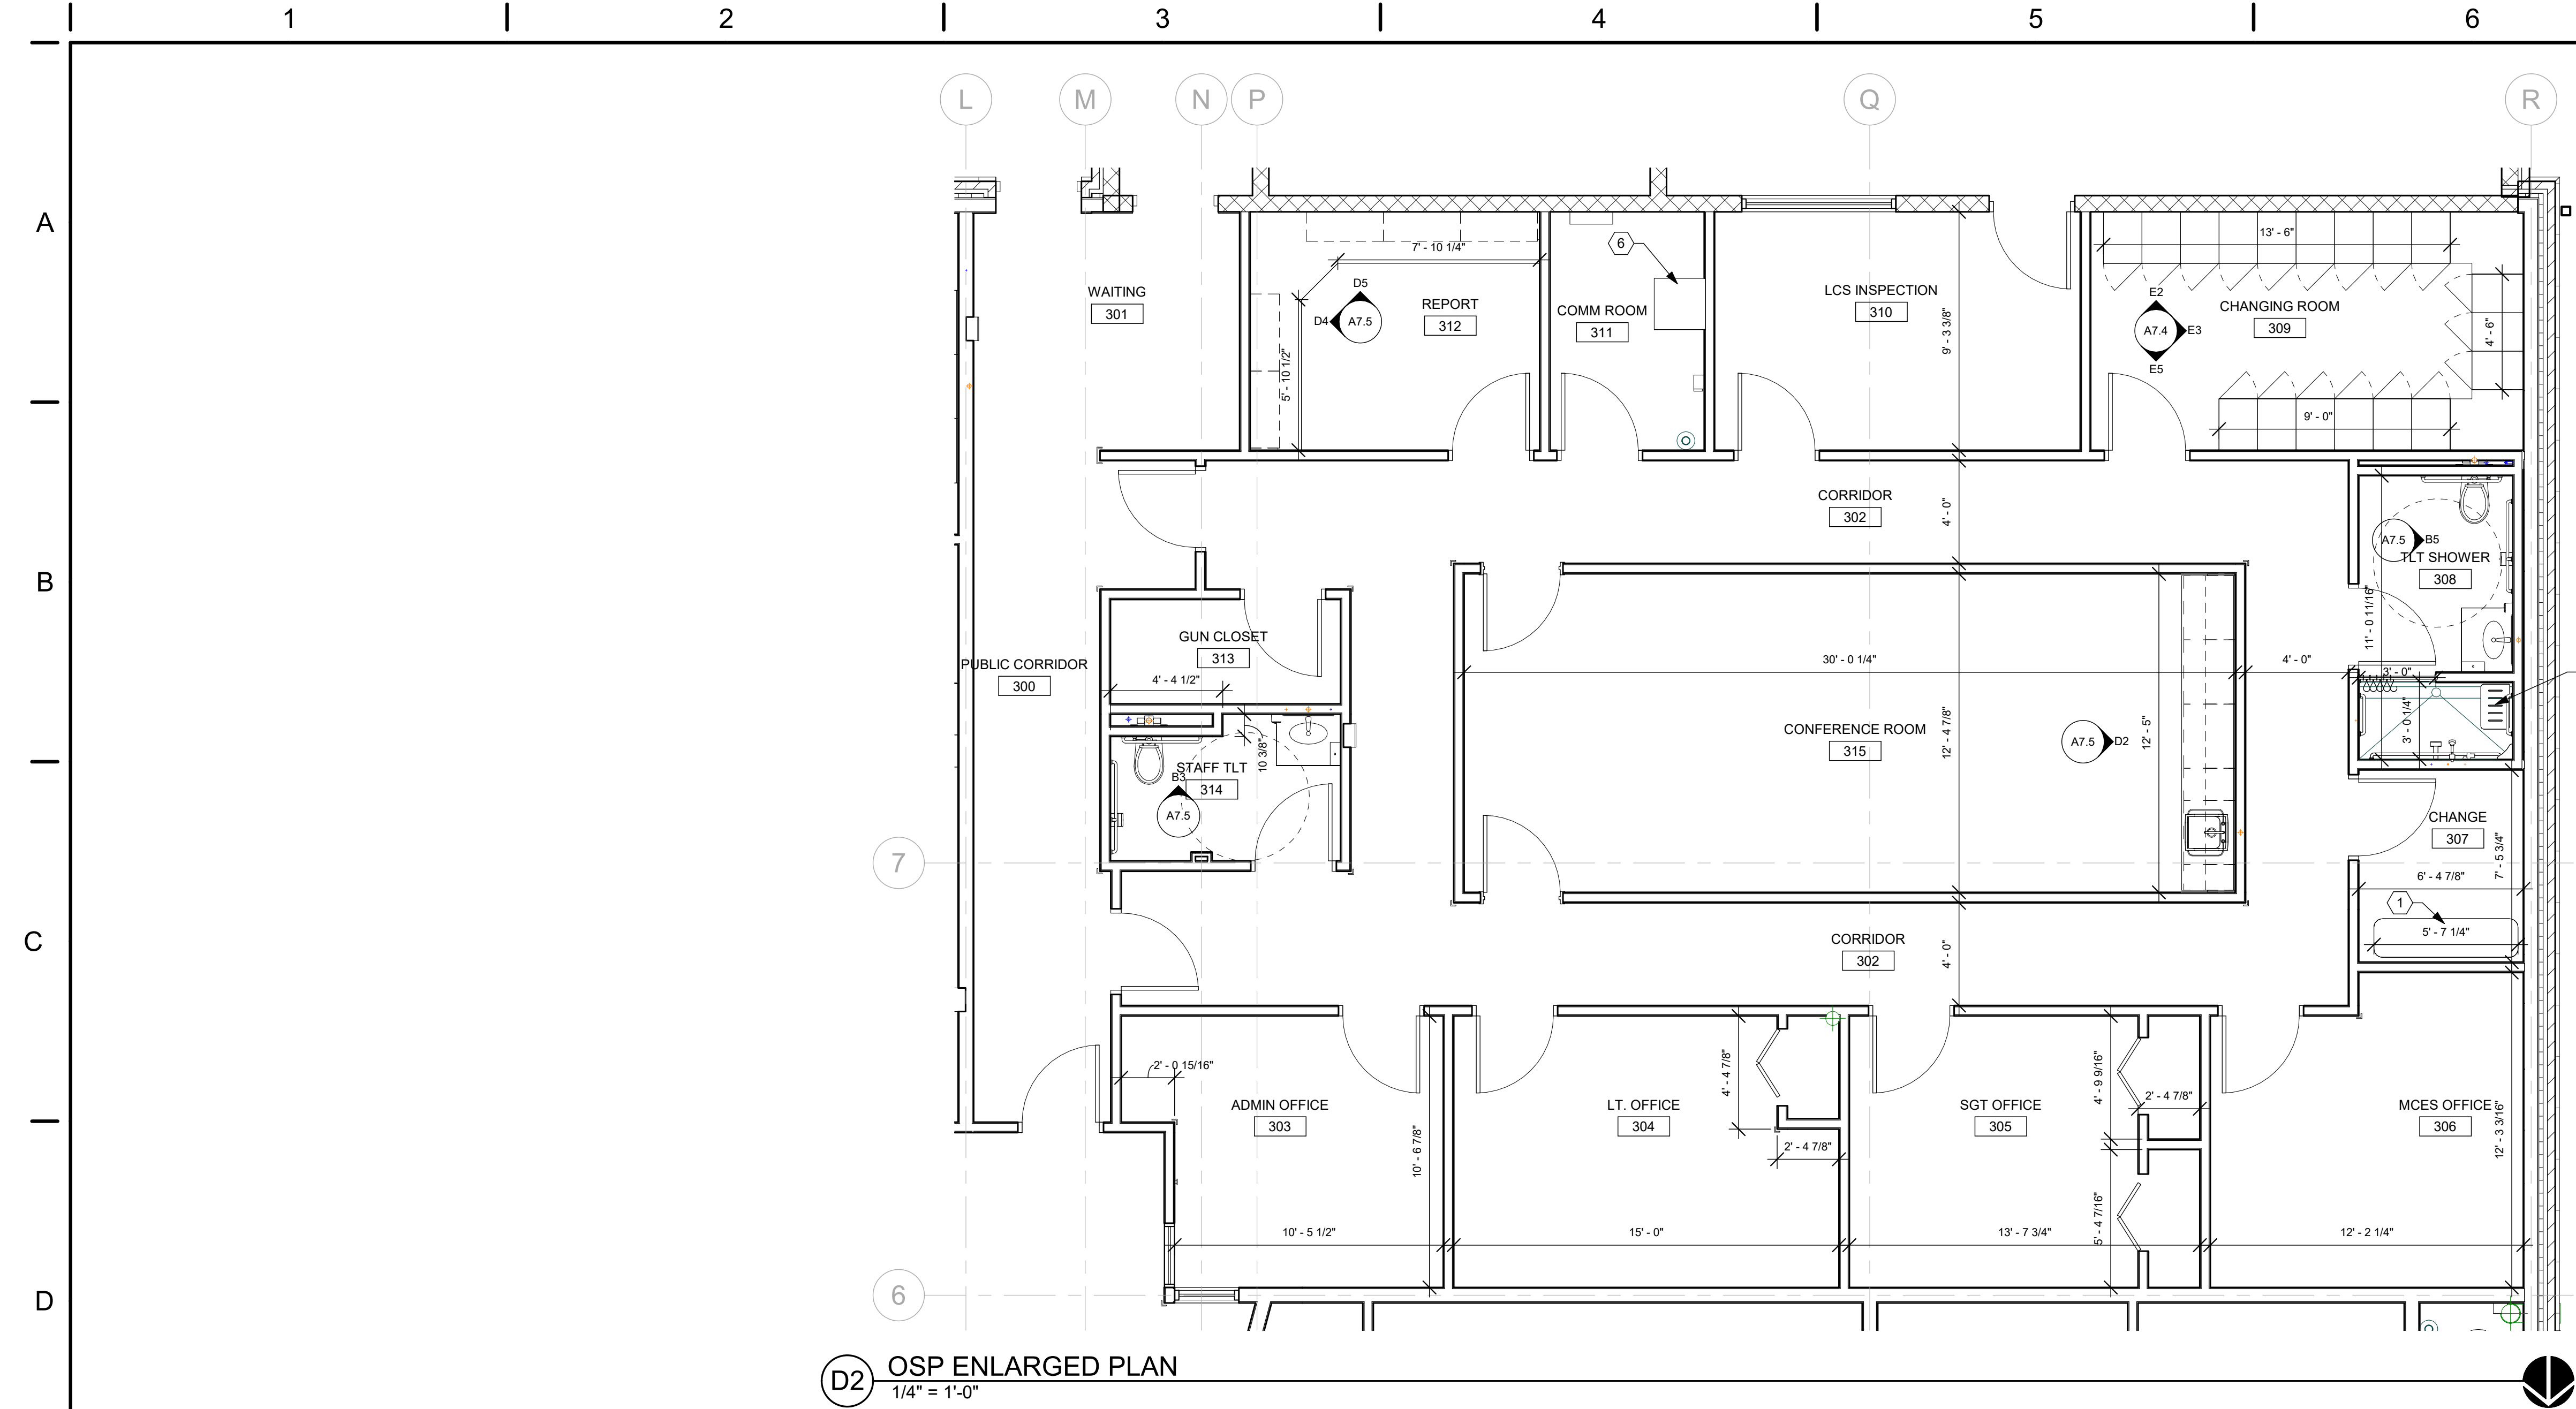 1 2 3 4 5 6
L M N P Q R
A
13' - 6"
7' - 10 1/4"
6
D5
WAITING
301
D4
A7.5
REPORT
312
COMM ROOM
311
LCS INSPECTION
310
9' - 3 3/8"
E2
A7.4
E3
E5
CHANGING ROOM
309
4' - 6"
5' - 10 1/2"
9' - 0"
CORRIDOR
302
4' - 0"
B
A7.5
B5
TLT SHOWER
308
11' - 0 11/16"
GUN CLOSET
313
PUBLIC CORRIDOR
300
4' - 4 1/2"
30' - 0 1/4"
4' - 0"
3' - 0"
3' - 0 1/4"
CONFERENCE ROOM
315
12' - 4 7/8"
A7.5
D2
12' - 5"
10 3/8"
STAFF TLT
314
B3
A7.5
CHANGE
307
7' - 5 3/4"
7
6' - 4 7/8"
1
5' - 7 1/4"
C
CORRIDOR
302
4' - 0"
2' - 0 15/16"
ADMIN OFFICE
303
10' - 6 7/8"
LT. OFFICE
304
4' - 4 7/8"
2' - 4 7/8"
SGT OFFICE
305
4' - 9 9/16"
2' - 4 7/8"
MCES OFFICE
306
12' - 3 3/16"
5' - 4 7/16"
10' - 5 1/2"
15' - 0"
13' - 7 3/4"
12' - 2 1/4"
6
D
D2
OSP ENLARGED PLAN
1/4" = 1'-0"